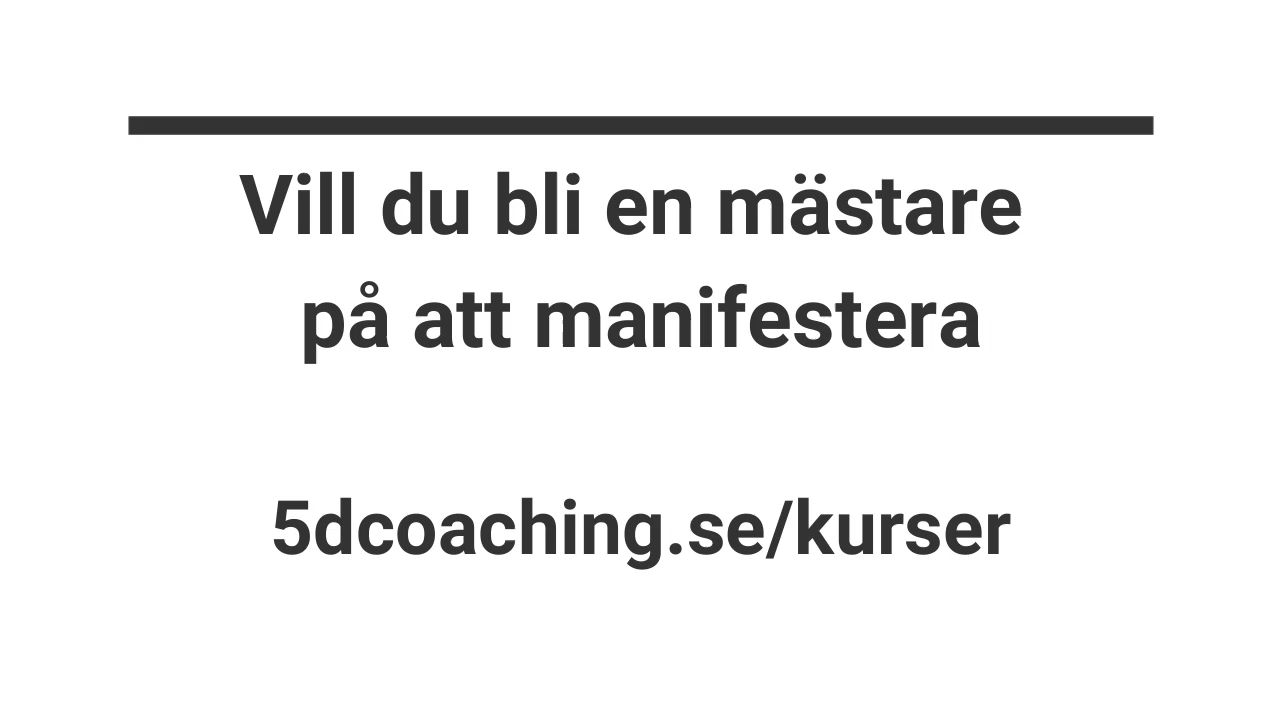 Vill du bli en mästare
på att manifestera
5dcoaching.se/kurser